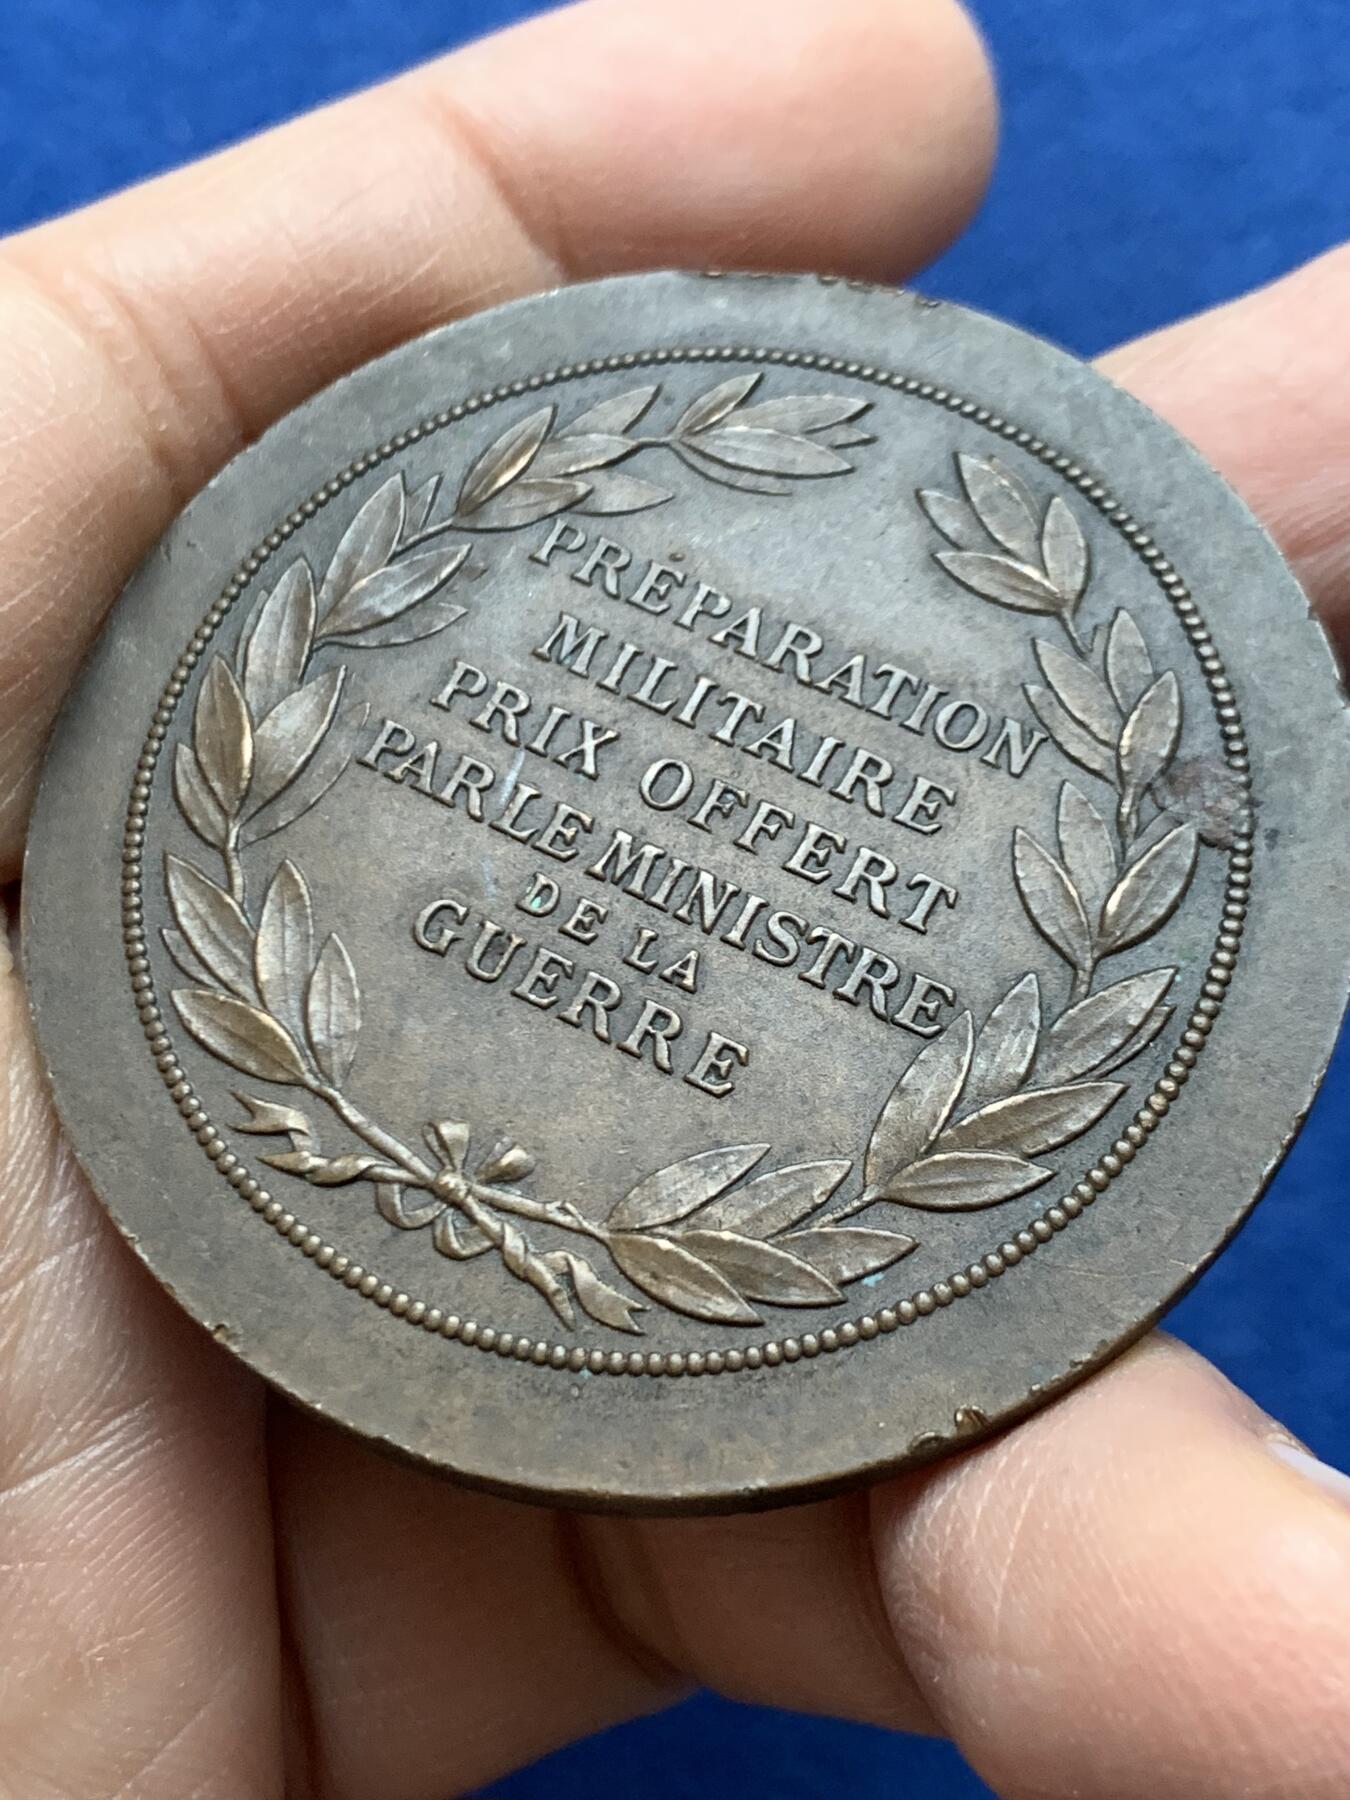 PRÉPARATION
MILITAIRE
PRIX OFFERT
PAR LE MINISTRE
DE LA
GUERRE